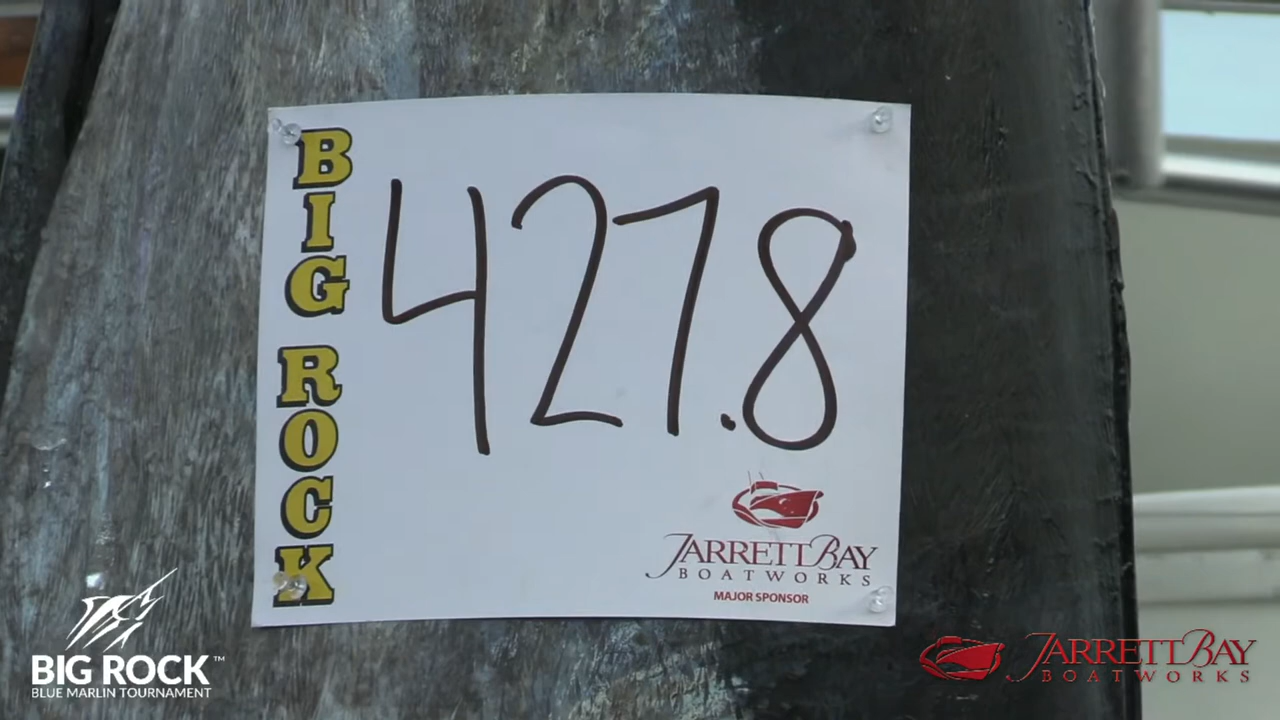 BIG ROCK
427.8
JARRETT BAY
BOATWORKS
MAJOR SPONSOR
BIG ROCK™
BLUE MARLIN TOURNAMENT
JARRETT BAY
BOATWORKS